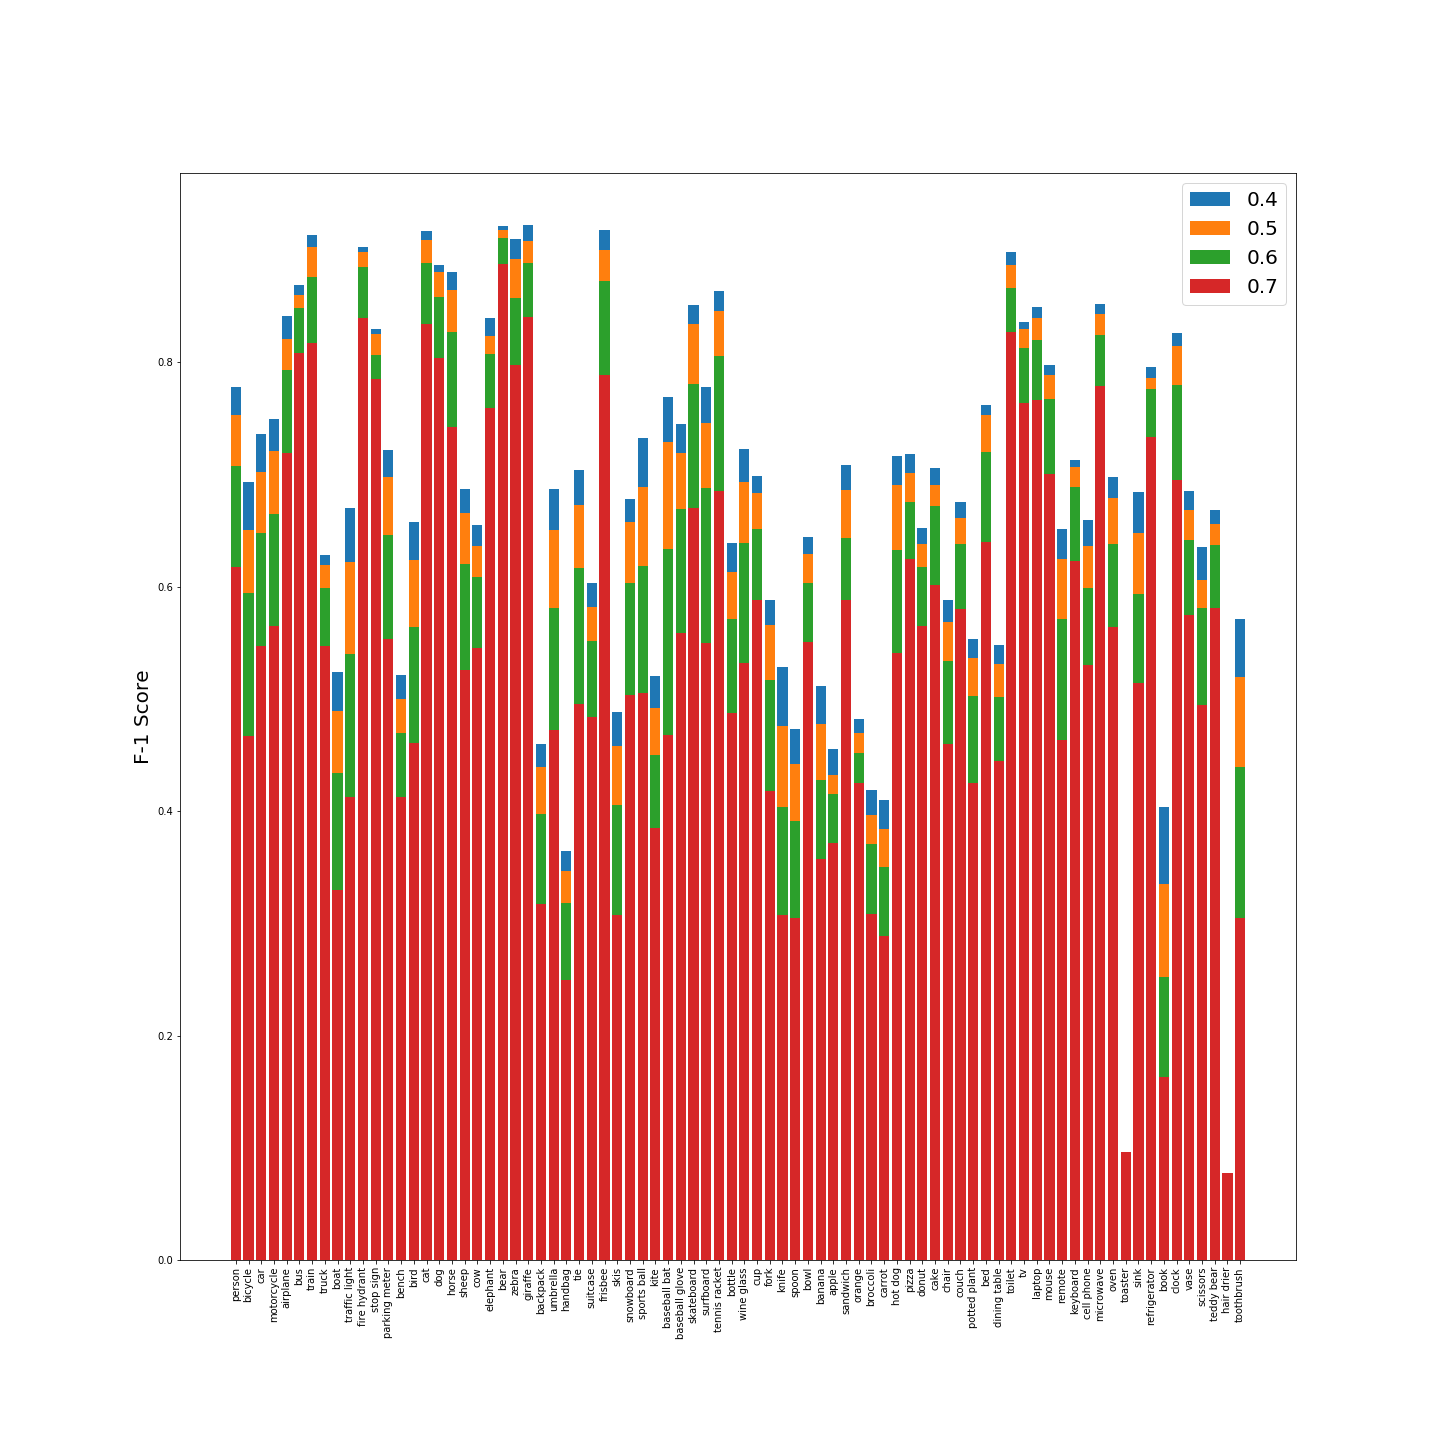 0.4
0.5
0.6
0.7
F-1 Score
0.8
0.6
0.4
0.2
0.0
person
bicycle
car
motorcycle
airplane
bus
train
truck
boat
traffic light
fire hydrant
stop sign
parking meter
bench
bird
cat
dog
horse
sheep
cow
elephant
bear
zebra
giraffe
backpack
umbrella
handbag
tie
suitcase
frisbee
skis
snowboard
sports ball
kite
baseball bat
baseball glove
skateboard
surfboard
tennis racket
bottle
wine glass
cup
fork
knife
spoon
bowl
banana
apple
sandwich
orange
broccoli
carrot
hot dog
pizza
donut
cake
chair
couch
potted plant
bed
dining table
toilet
tv
laptop
mouse
remote
keyboard
cell phone
microwave
oven
toaster
sink
refrigerator
book
clock
vase
scissors
teddy bear
hair drier
toothbrush